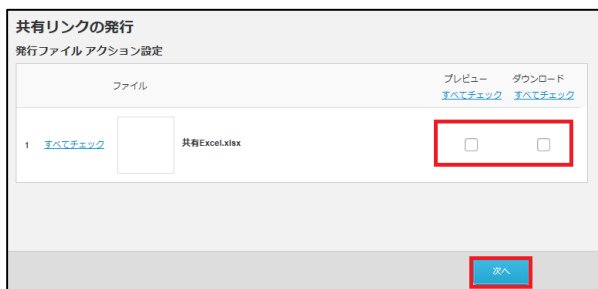 共有リンクの発行
発行ファイル アクション設定
ファイル プレビュー ダウンロード
すべてチェック すべてチェック
1 すべてチェック 共有Excel.xlsx
次へ